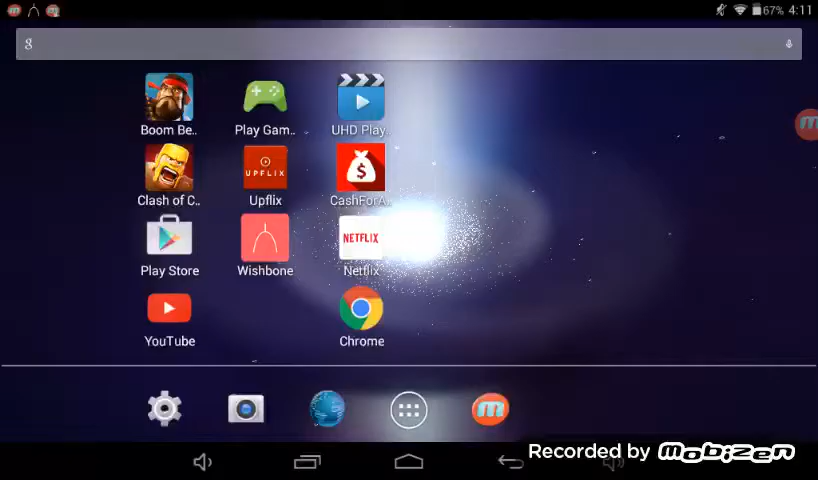 67% 4:11
g
Boom Be..
Play Gam..
UHD Play..
UPFLIX
$
Clash of C..
Upflix
CashForA..
NETFLIX
Play Store
Wishbone
Netflix
YouTube
Chrome
m
Recorded by mobizen